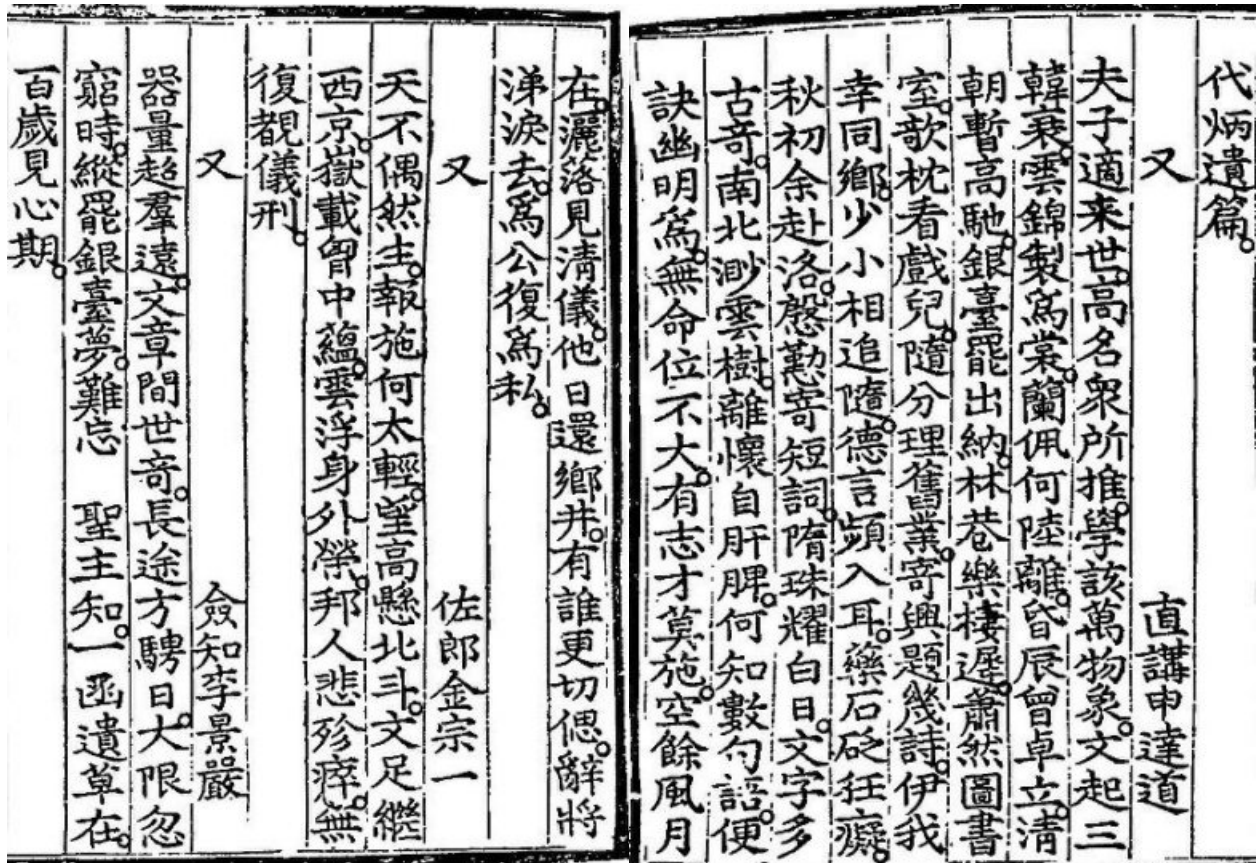 代炳遺篇。
又　　　直講申達道
夫子適来世。高名衆所推。學該萬物象。文起三
韓衰。雲錦製爲裳。蘭佩何陸離。昏辰曾卓立。清
朝暫高馳。銀臺罷出納。林巷樂棲遲。蕭然圖書
室。欹枕看戲兒。隨分理舊業。寄興題幾詩。伊我
幸同鄉。少小相追隨。德言頻入耳。藥石砭狂癡。
秋初余赴洛。慇懃寄短詞。隋珠耀白日。文字多
古奇。南北渺雲樹。離懷自肝脾。何知數句語。便
訣幽明爲。無命位不大。有志才莫施。空餘風月
在。灑落見清儀。他日還鄉井。有誰更切偲。辭將
涕淚去。爲公復爲私。
又　　　佐郎金宗一
天不偶然生。報施何太輕。望高懸北斗。文足繼
西京。嶽載胷中蘊。雲浮身外榮。邦人悲殄瘁。無
復覩儀刑。
又　　　僉知李景嚴
器量超羣遠。文章間世奇。長途方騁日。大限忽
窮時。縱罷銀臺夢。難忘　聖主知。一函遺草在。
百歲見心期。